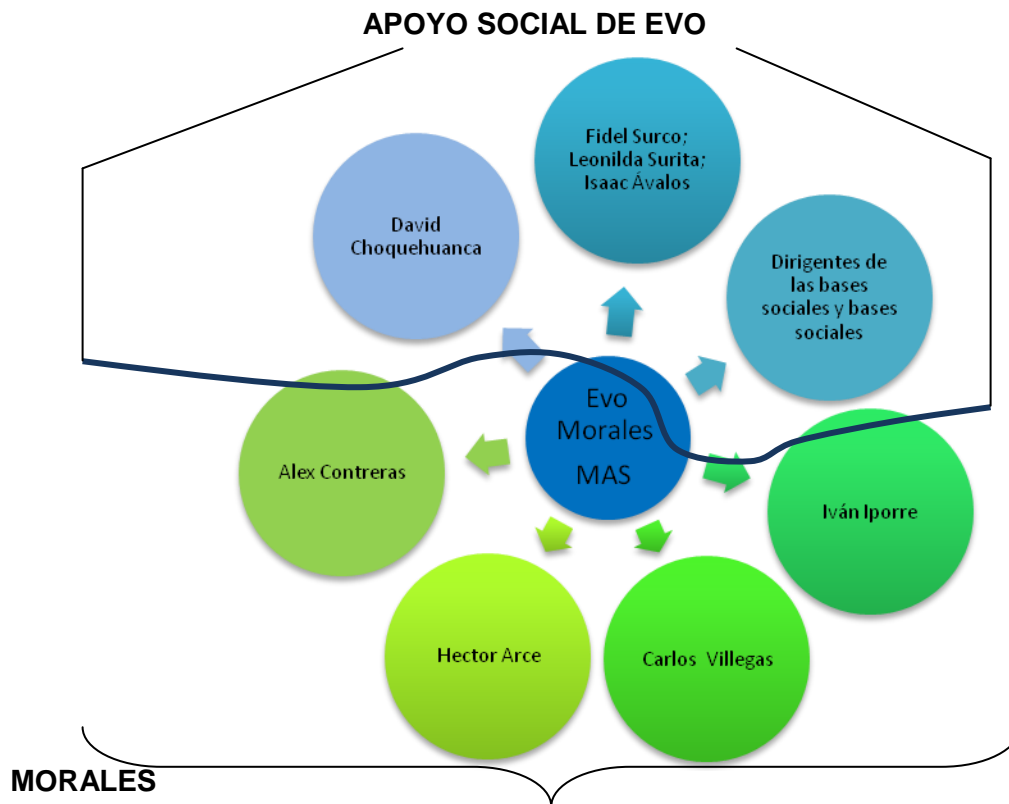 APOYO SOCIAL DE EVO
Fidel Surco;
Leonilda Surita;
Isaac Ávalos
David
Choquehuanca
Dirigentes de
las bases
sociales y bases
sociales
Evo
Morales
MAS
Alex Contreras
Iván Iporre
Hector Arce
Carlos Villegas
MORALES